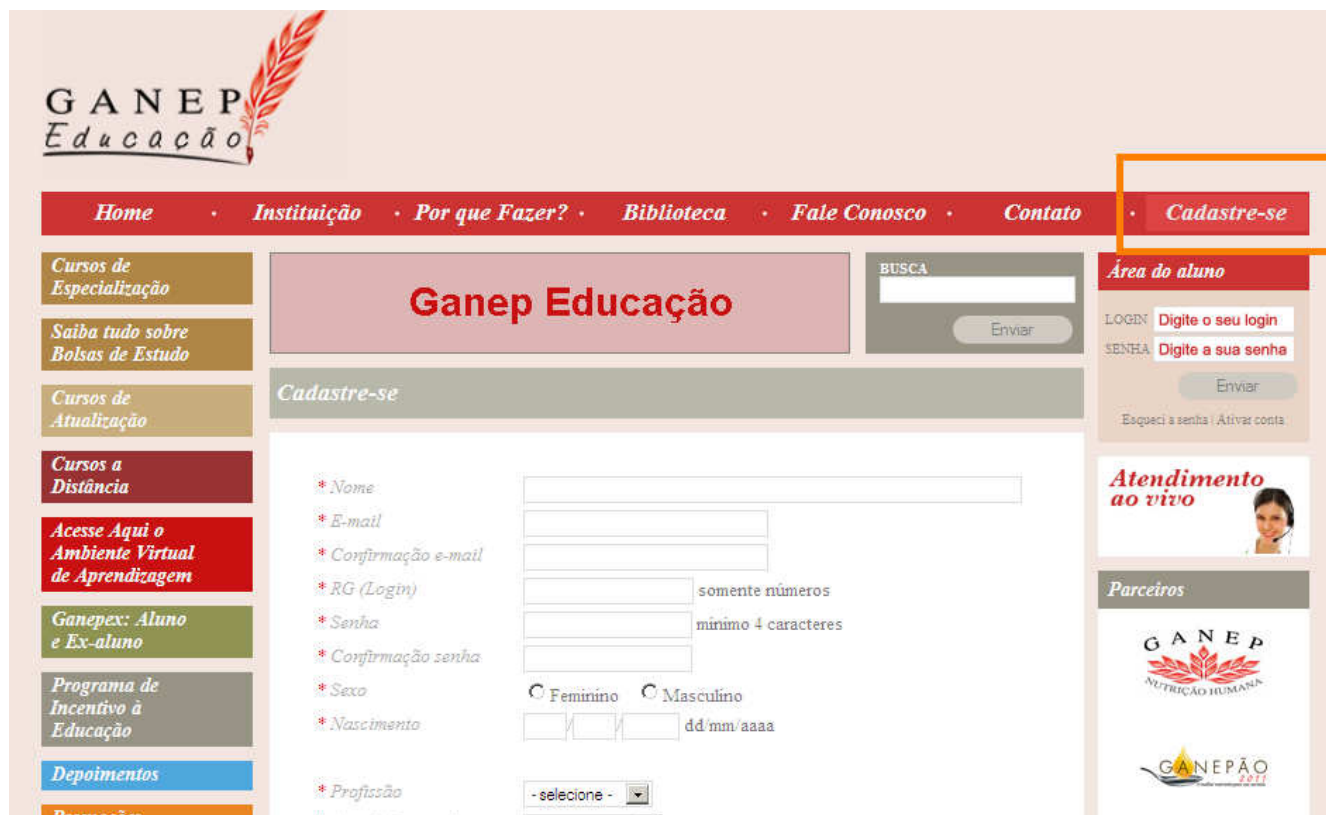 GANEP
Educação
Home · Instituição · Por que Fazer? · Biblioteca · Fale Conosco · Contato · Cadastre-se
Cursos de
Especialização
Saiba tudo sobre
Bolsas de Estudo
Cursos de
Atualização
Cursos a
Distância
Acesse Aqui o
Ambiente Virtual
de Aprendizagem
Ganepex: Aluno
e Ex-aluno
Programa de
Incentivo à
Educação
Depoimentos
Ganep Educação
BUSCA
Enviar
Cadastre-se
* Nome
* E-mail
* Confirmação e-mail
* RG (Login) somente números
* Senha minimo 4 caracteres
* Confirmação senha
* Sexo Feminino Masculino
* Nascimento / / dd/mm/aaaa
* Profissão - selecione -
Área do aluno
LOGIN Digite o seu login
SENHA Digite a sua senha
Enviar
Esqueci a senha | Ativar conta
Atendimento
ao vivo
Parceiros
GANEP
NUTRIÇÃO HUMANA
GANEPÃO
2011